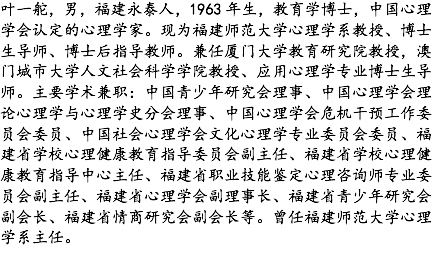 叶一舵，男，福建永泰人，1963 年生，教育学博士，中国心理
学会认定的心理学家。现为福建师范大学心理学系教授、博士
生导师、博士后指导教师。兼任厦门大学教育研究院教授，澳
门城市大学人文社会科学学院教授、应用心理学专业博士生导
师。主要学术兼职：中国青少年研究会理事、中国心理学会理
论心理学与心理学史分会理事、中国心理学会危机干预工作委
员会委员、中国社会心理学会文化心理学专业委员会委员、福
建省学校心理健康教育指导委员会副主任、福建省学校心理健
康教育指导中心主任、福建省职业技能鉴定心理咨询师专业委
员会副主任、福建省心理学会副理事长、福建省青少年研究会
副会长、福建省情商研究会副会长等。曾任福建师范大学心理
学系主任。